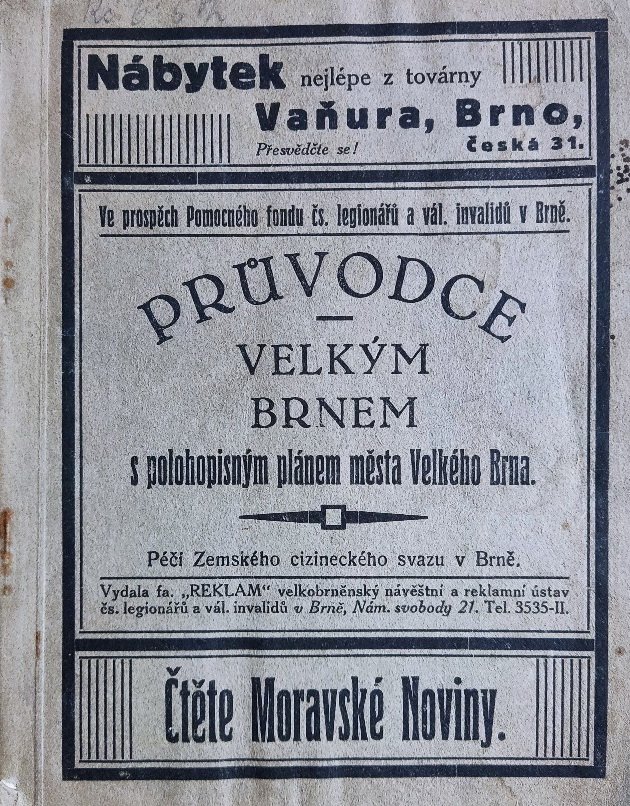 Nábytek nejlépe z továrny
Vaňura, Brno,
Přesvědčte se! Česká 31.
Ve prospěch Pomocného fondu čs. legionářů a vál. invalidů v Brně.
PRŮVODCE
VELKÝM
BRNEM
s polohopisným plánem města Velkého Brna.
Péčí Zemského cizineckého svazu v Brně.
Vydala fa. „REKLAM" velkobrněnský návěštní a reklamní ústav
čs. legionářů a vál. invalidů v Brně, Nám. svobody 21. Tel. 3535-II.
Čtěte Moravské Noviny.